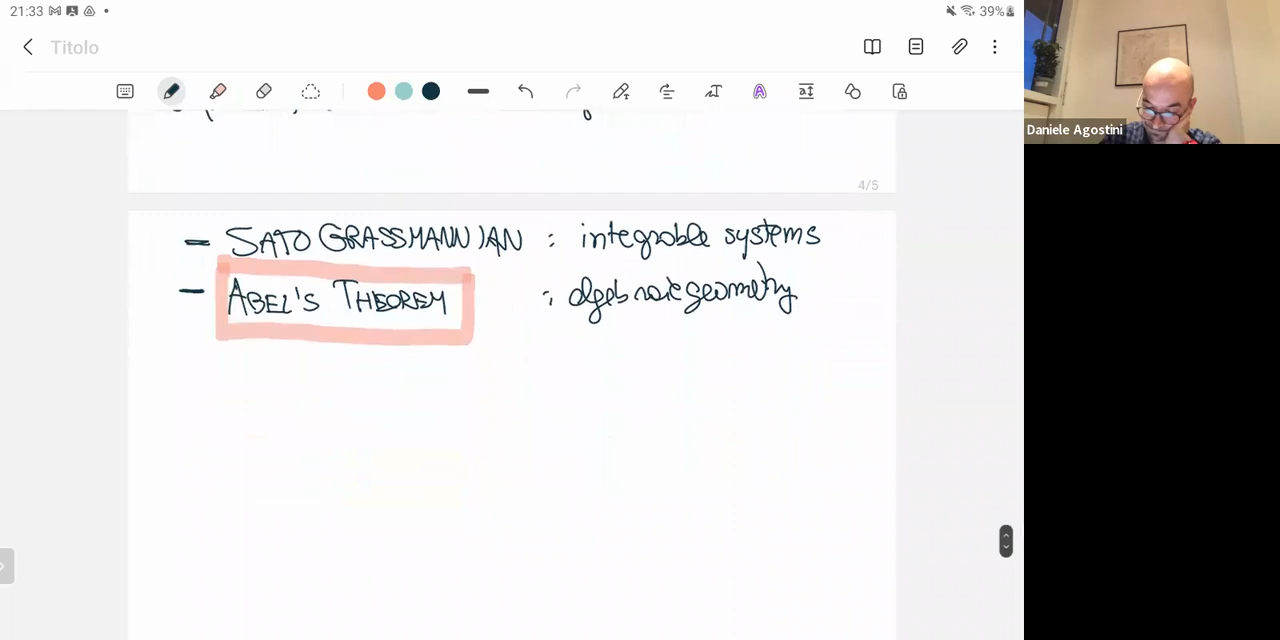 21:33
39%
Titolo
Daniele Agostini
4/5
- SATO GRASSMANNIAN : integrable systems
- ABEL'S THEOREM : algebraic geometry